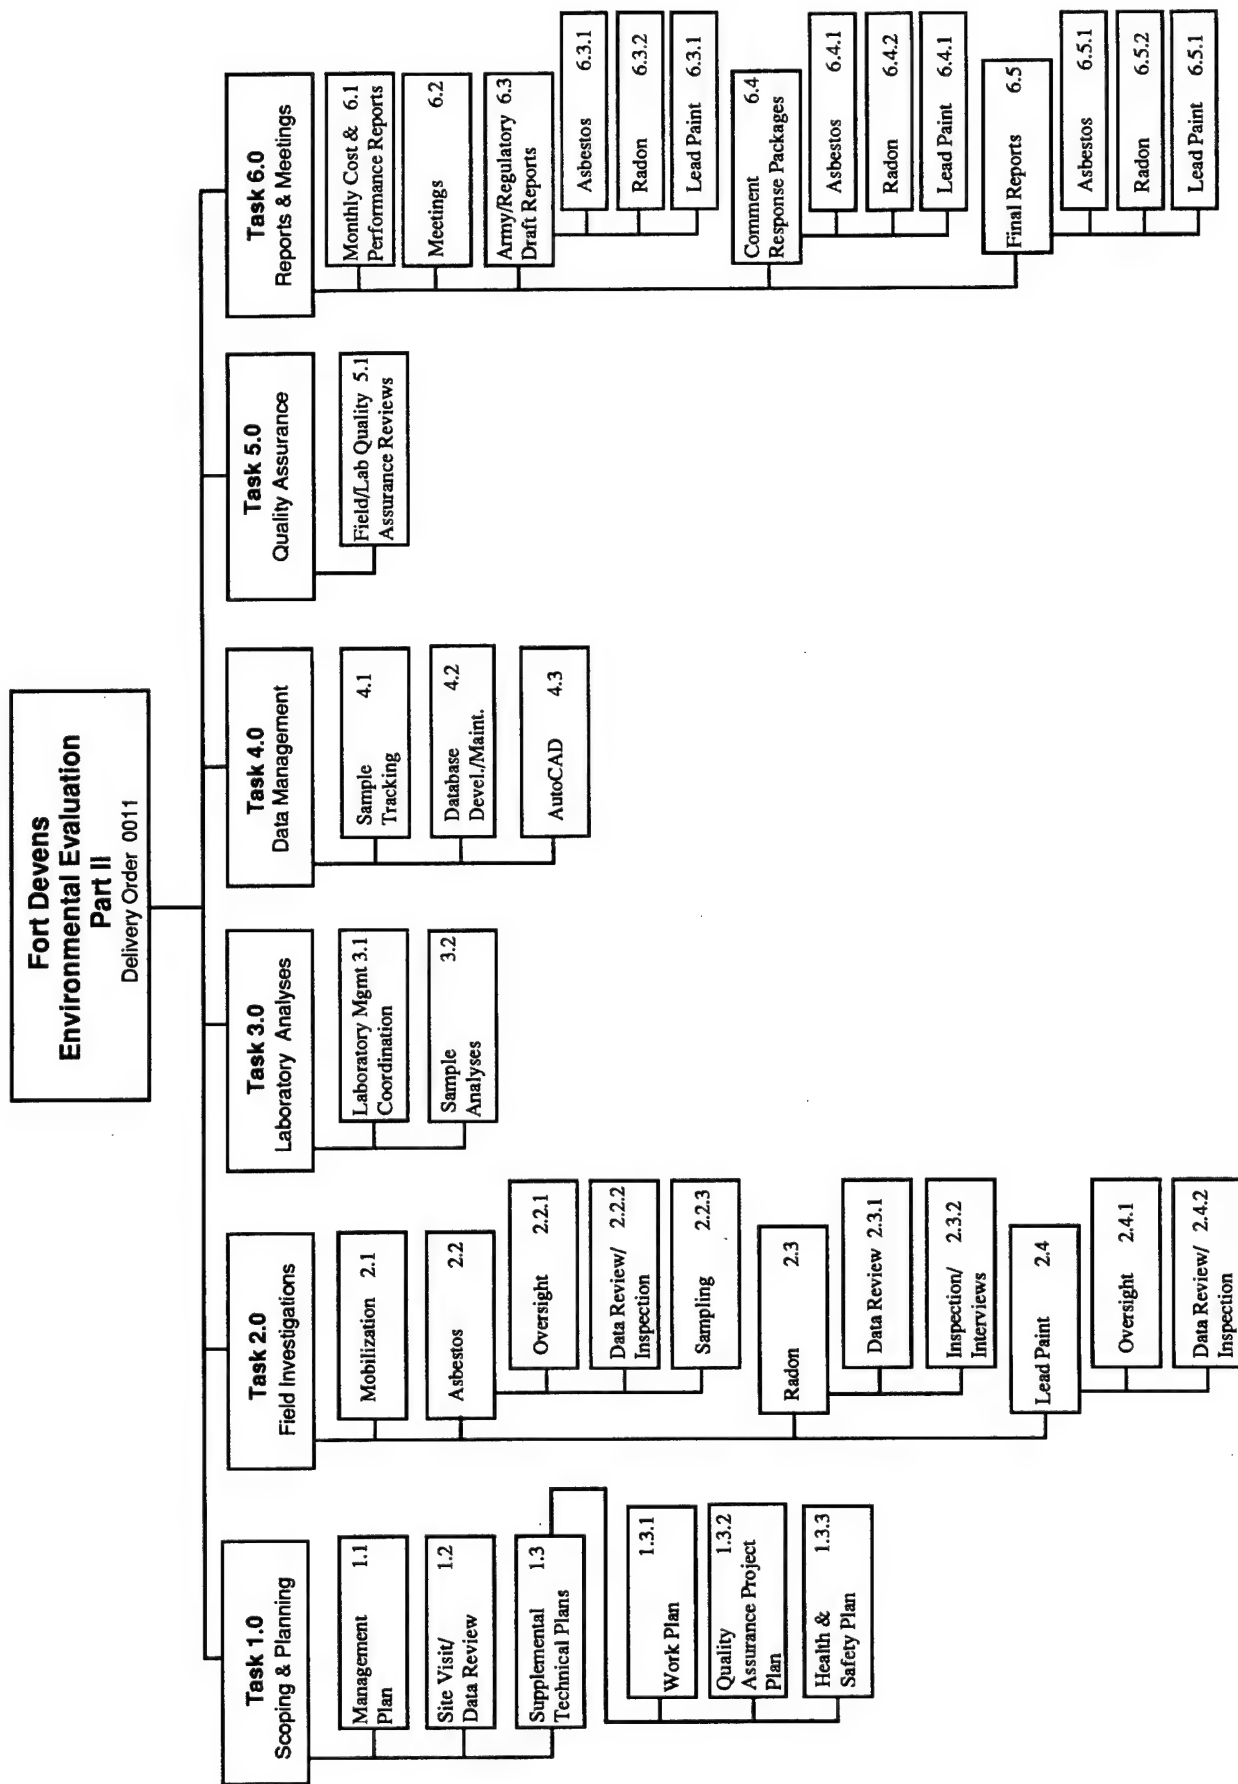 Fort Devens
Environmental Evaluation
Part II
Delivery Order 0011
Task 1.0
Scoping & Planning
Management 1.1
Plan
Site Visit/ 1.2
Data Review
Supplemental 1.3
Technical Plans
Work Plan 1.3.1
Quality 1.3.2
Assurance Project
Plan
Health & 1.3.3
Safety Plan
Task 2.0
Field Investigations
Mobilization 2.1
Asbestos 2.2
Oversight 2.2.1
Data Review/ 2.2.2
Inspection
Sampling 2.2.3
Radon 2.3
Data Review 2.3.1
Inspection/ 2.3.2
Interviews
Lead Paint 2.4
Oversight 2.4.1
Data Review/ 2.4.2
Inspection
Task 3.0
Laboratory Analyses
Laboratory Mgmt 3.1
Coordination
Sample 3.2
Analyses
Task 4.0
Data Management
Sample 4.1
Tracking
Database 4.2
Devel./Maint.
AutoCAD 4.3
Task 5.0
Quality Assurance
Field/Lab Quality 5.1
Assurance Reviews
Task 6.0
Reports & Meetings
Monthly Cost & 6.1
Performance Reports
Meetings 6.2
Army/Regulatory 6.3
Draft Reports
Asbestos 6.3.1
Radon 6.3.2
Lead Paint 6.3.1
Comment 6.4
Response Packages
Asbestos 6.4.1
Radon 6.4.2
Lead Paint 6.4.1
Final Reports 6.5
Asbestos 6.5.1
Radon 6.5.2
Lead Paint 6.5.1